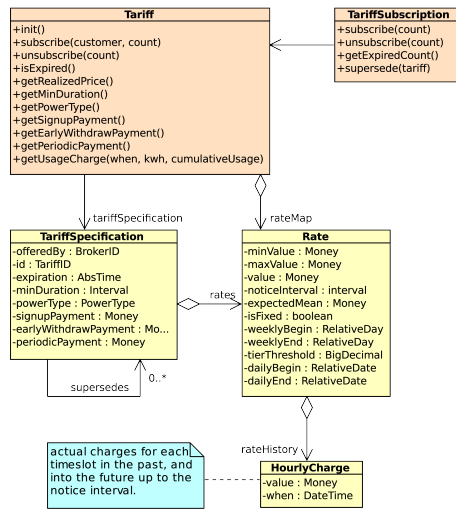 Tariff
+init()
+subscribe(customer, count)
+unsubscribe(count)
+isExpired()
+getRealizedPrice()
+getMinDuration()
+getPowerType()
+getSignupPayment()
+getEarlyWithdrawPayment()
+getPeriodicPayment()
+getUsageCharge(when, kwh, cumulativeUsage)
TariffSubscription
+subscribe(count)
+unsubscribe(count)
+getExpiredCount()
+supersede(tariff)
tariffSpecification
rateMap
TariffSpecification
-offeredBy : BrokerID
-id : TariffID
-expiration : AbsTime
-minDuration : Interval
-powerType : PowerType
-signupPayment : Money
-earlyWithdrawPayment : Mo...
-periodicPayment : Money
rates
supersedes
0..*
Rate
-minValue : Money
-maxValue : Money
-value : Money
-noticeInterval : interval
-expectedMean : Money
-isFixed : boolean
-weeklyBegin : RelativeDay
-weeklyEnd : RelativeDay
-tierThreshold : BigDecimal
-dailyBegin : RelativeDate
-dailyEnd : RelativeDate
rateHistory
actual charges for each
timeslot in the past, and
into the future up to the
notice interval.
HourlyCharge
-value : Money
-when : DateTime